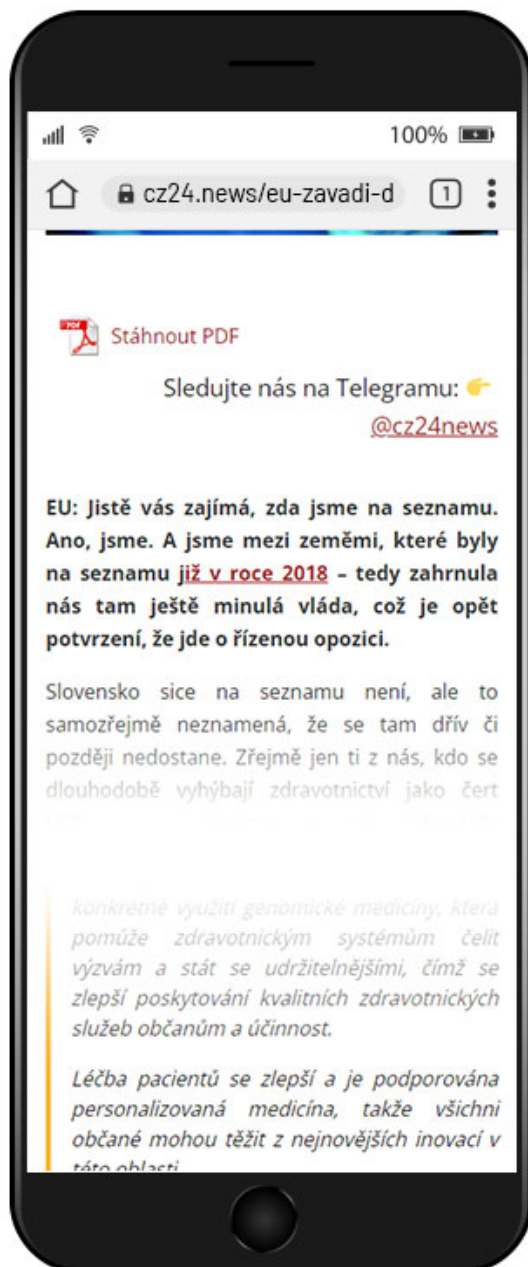 100%
cz24.news/eu-zavadi-d
1
PDF
Stáhnout PDF
Sledujte nás na Telegramu:
@cz24news
EU: Jistě vás zajímá, zda jsme na seznamu.
Ano, jsme. A jsme mezi zeměmi, které byly
na seznamu již v roce 2018 – tedy zahrnula
nás tam ještě minulá vláda, což je opět
potvrzení, že jde o řízenou opozici.
Slovensko sice na seznamu není, ale to
samozřejmě neznamená, že se tam dřív či
později nedostane. Zřejmě jen ti z nás, kdo se
dlouhodobě vyhýbají zdravotnictví jako čert
konkrétně využití genomické medicíny, která
pomůže zdravotnickým systémům čelit
výzvám a stát se udržitelnějšími, čímž se
zlepší poskytování kvalitních zdravotnických
služeb občanům a účinnost.
Léčba pacientů se zlepší a je podporována
personalizovaná medicína, takže všichni
občané mohou těžit z nejnovějších inovací v
této oblasti